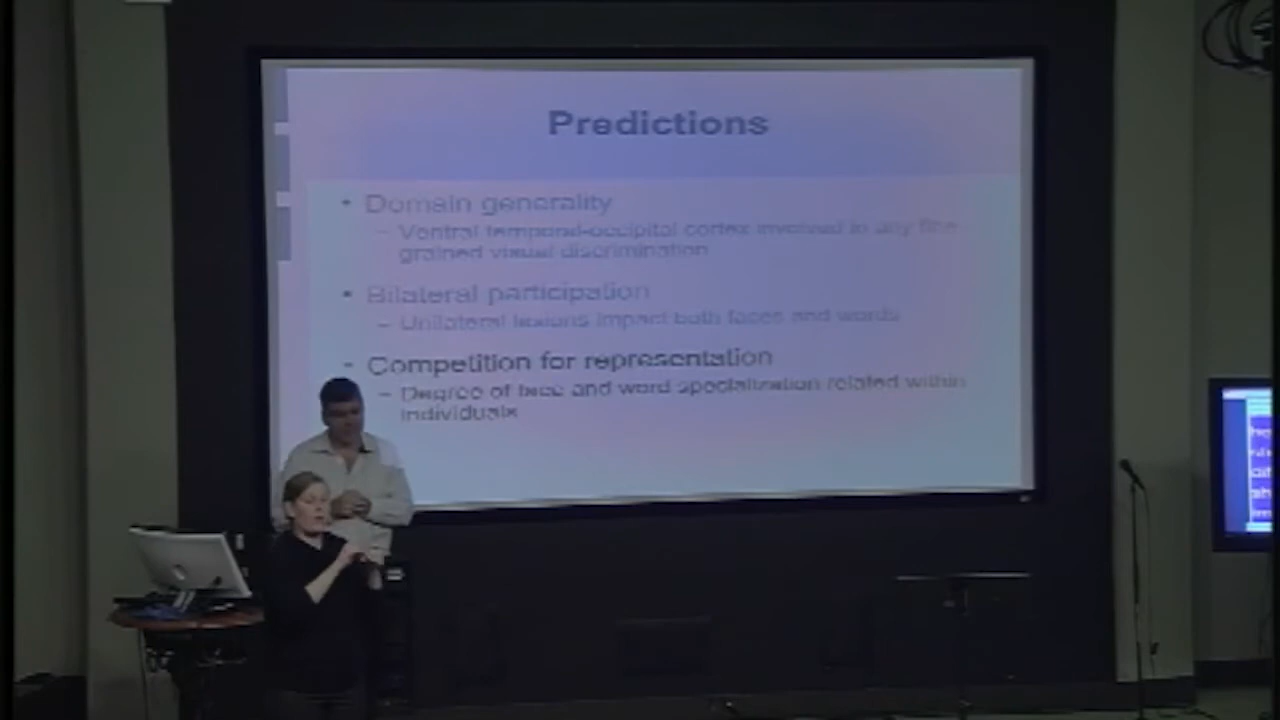 Predictions
• Domain generality
– Ventral temporal-occipital cortex involved in any fine
grained visual discrimination
• Bilateral participation
– Unilateral lesions impact both faces and words
• Competition for representation
– Degree of face and word specialization related within
individuals